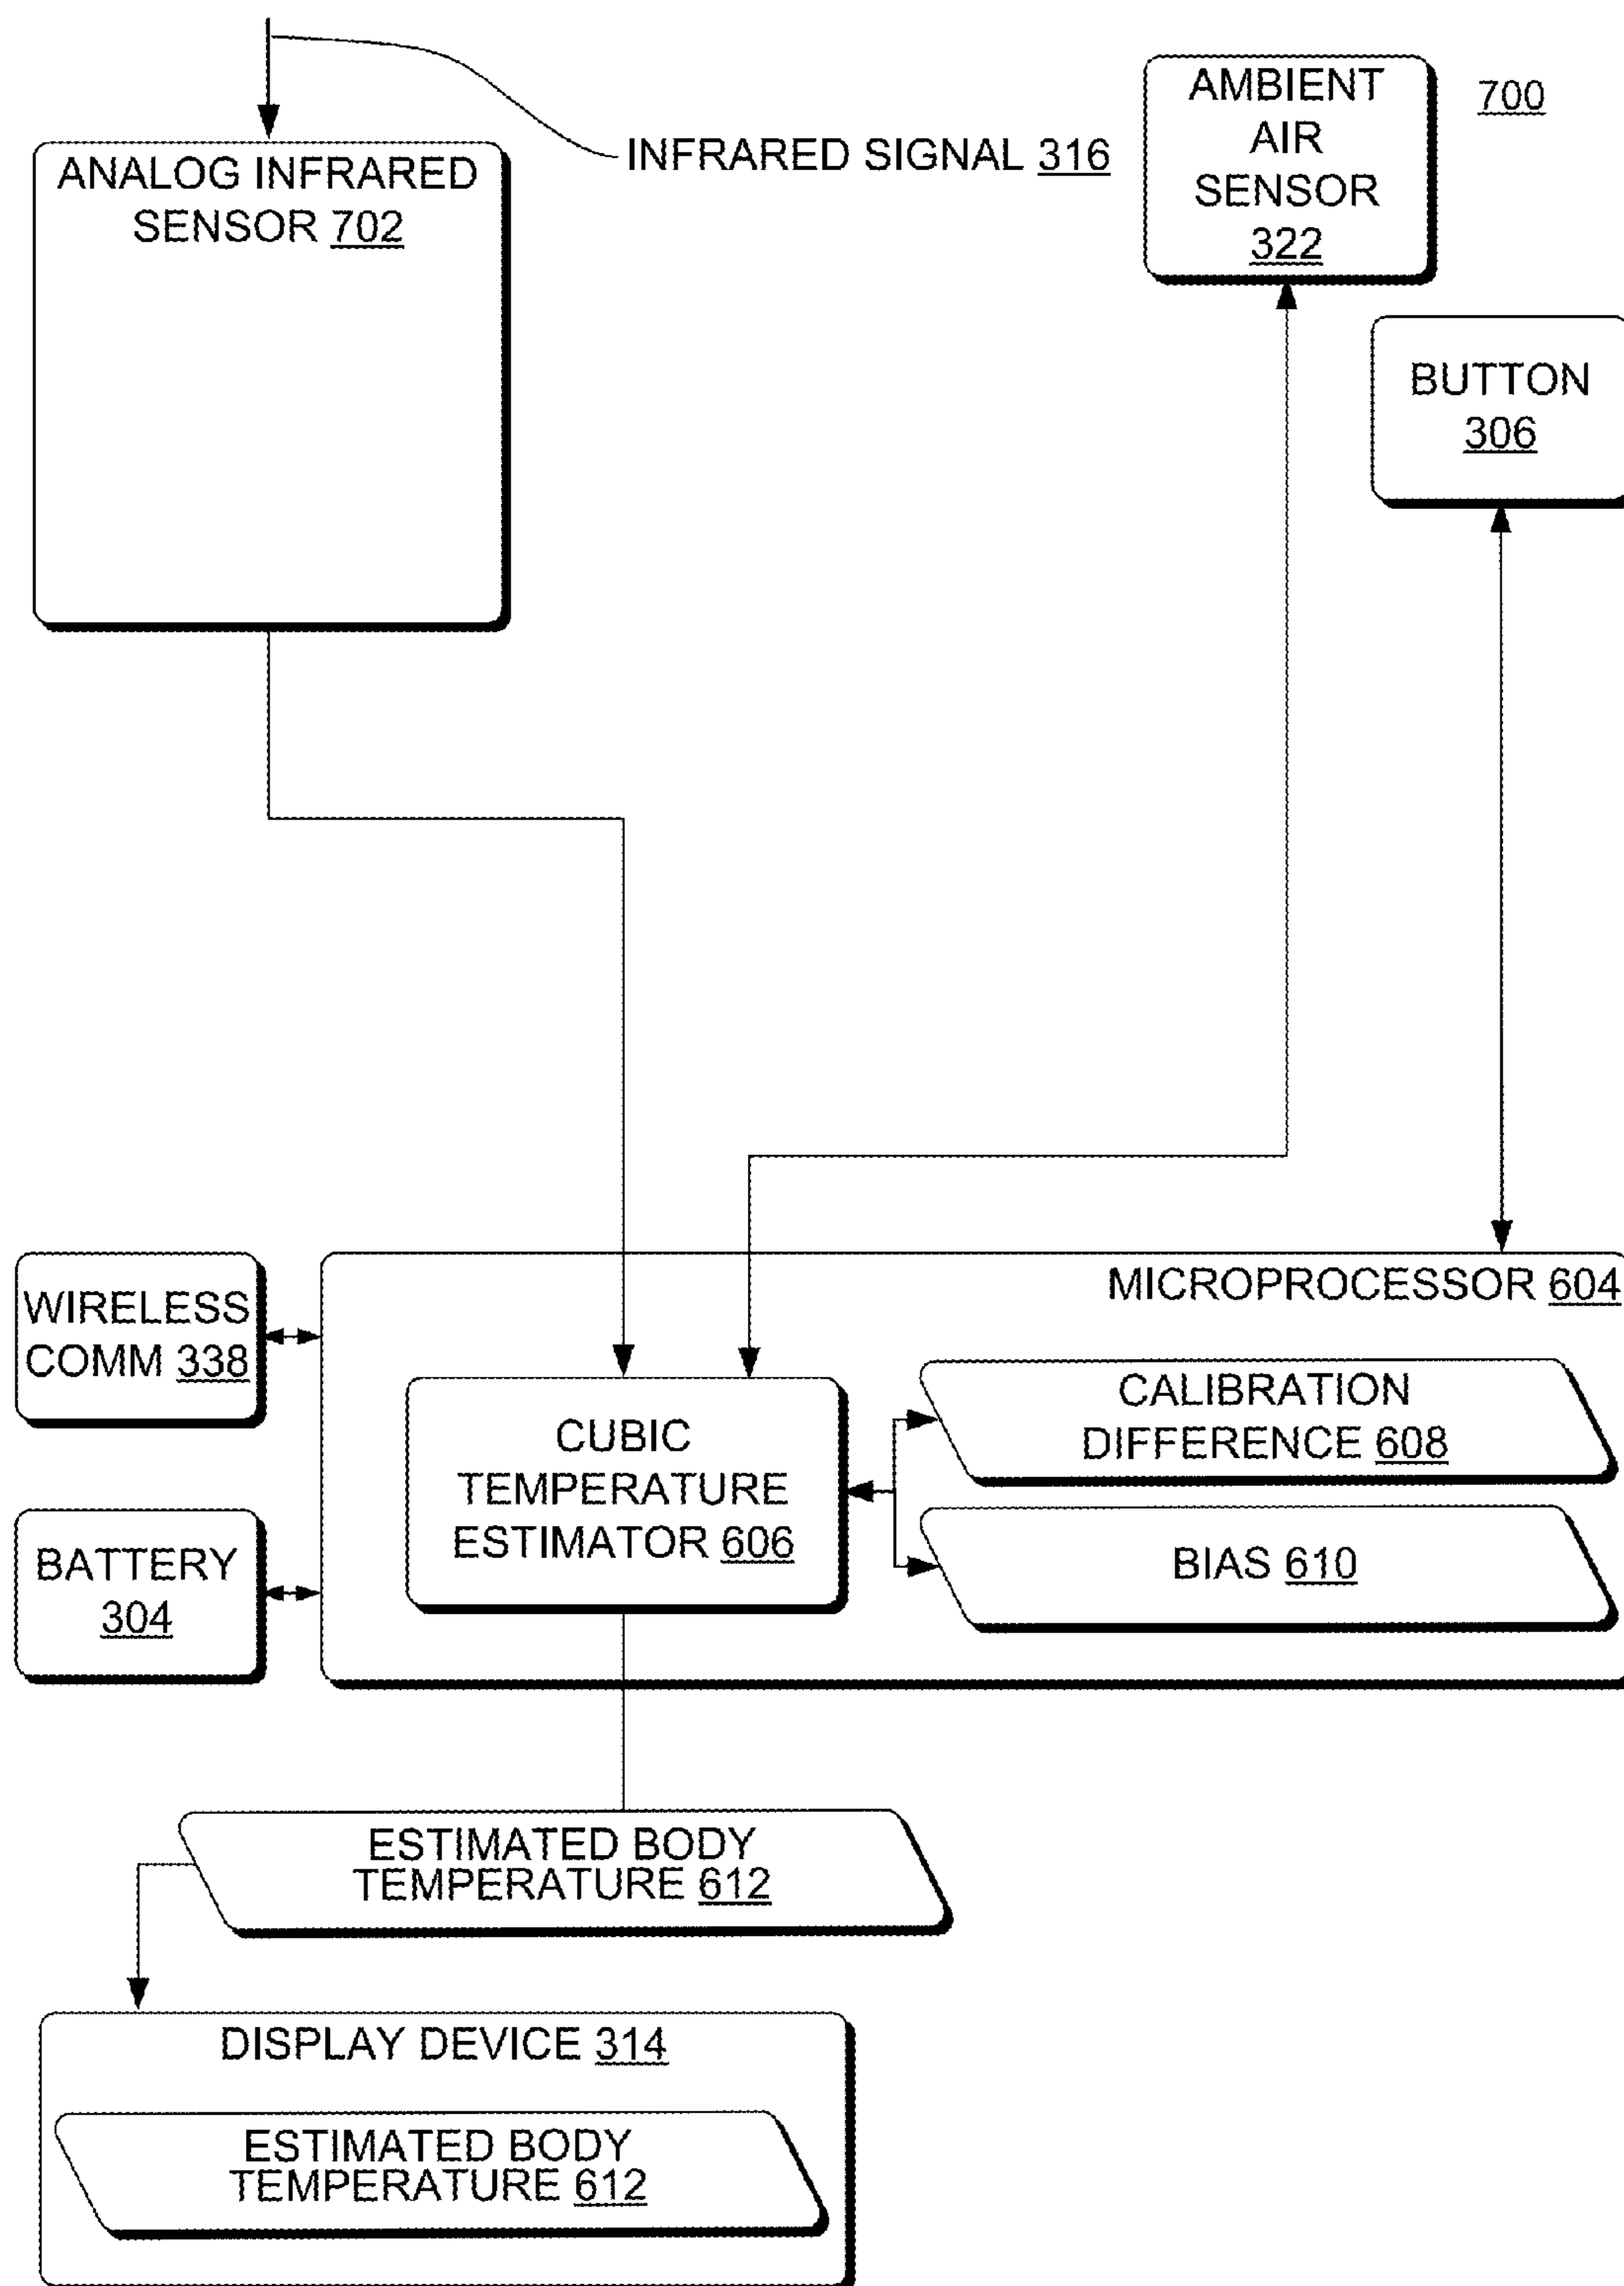 INFRARED SIGNAL 316
ANALOG INFRARED
SENSOR 702
AMBIENT
AIR
SENSOR
322
700
BUTTON
306
MICROPROCESSOR 604
WIRELESS
COMM 338
BATTERY
304
CUBIC
TEMPERATURE
ESTIMATOR 606
CALIBRATION
DIFFERENCE 608
BIAS 610
ESTIMATED BODY
TEMPERATURE 612
DISPLAY DEVICE 314
ESTIMATED BODY
TEMPERATURE 612